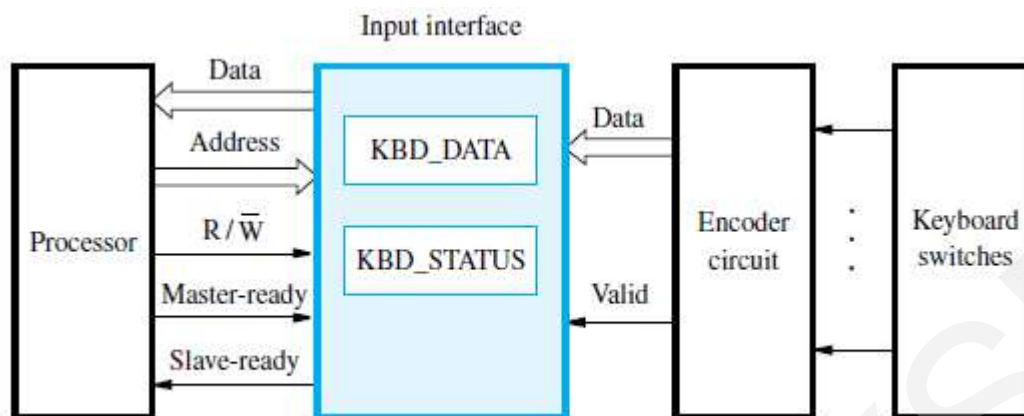 Input interface
Data
Address
R / W̅
Master-ready
Slave-ready
Processor
KBD_DATA
KBD_STATUS
Data
Valid
Encoder
circuit
Keyboard
switches